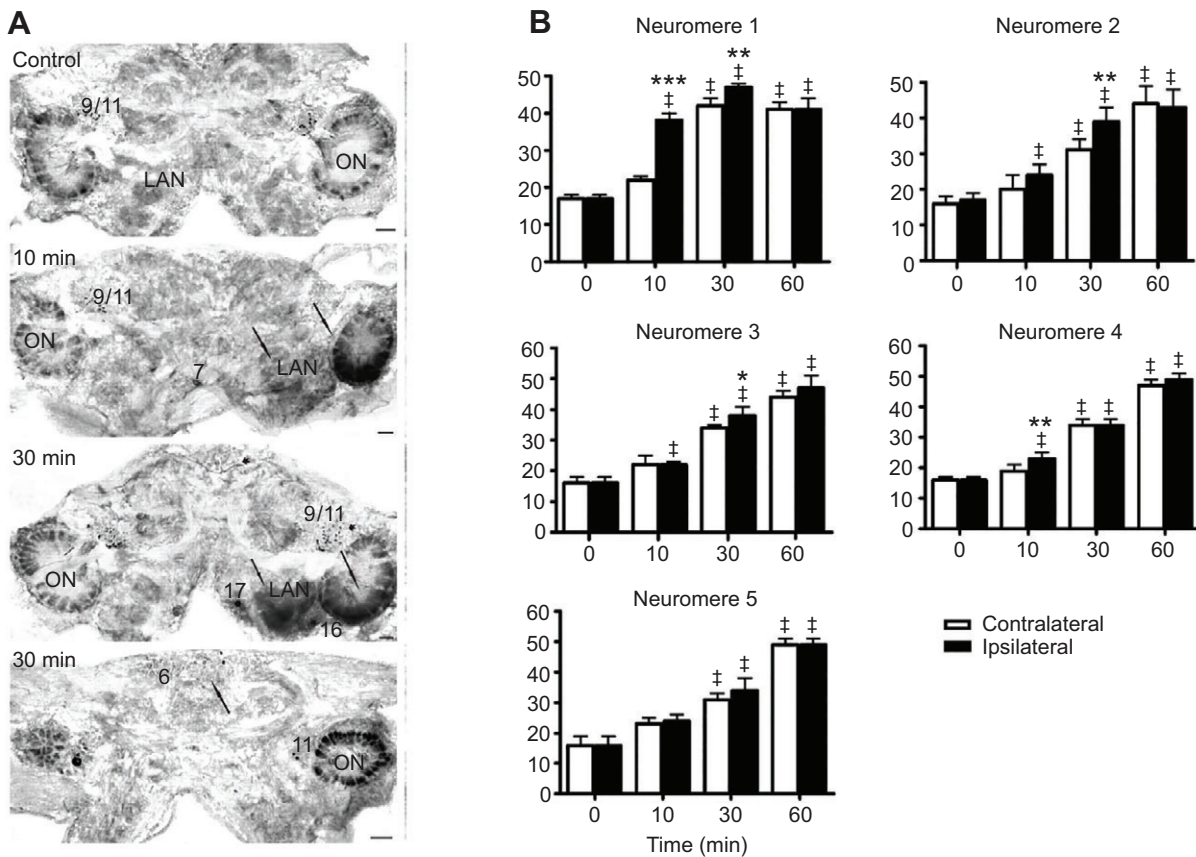 A
Control
9/11
ON
LAN
10 min
9/11
ON
LAN
7
30 min
9/11
ON
LAN
17
16
30 min
6
11
ON
B
Neuromere 1
*** ‡ ‡ ** ‡ ‡ ‡
50
40
30
20
10
0
0 10 30 60
Neuromere 2
‡ ‡ ** ‡ ‡ ‡
50
40
30
20
10
0
0 10 30 60
Neuromere 3
‡ ‡ * ‡ ‡ ‡
60
50
40
30
20
10
0
0 10 30 60
Neuromere 4
** ‡ ‡ ‡ ‡ ‡
60
50
40
30
20
10
0
0 10 30 60
Neuromere 5
‡ ‡ ‡ ‡
60
50
40
30
20
10
0
0 10 30 60
Time (min)
Contralateral
Ipsilateral